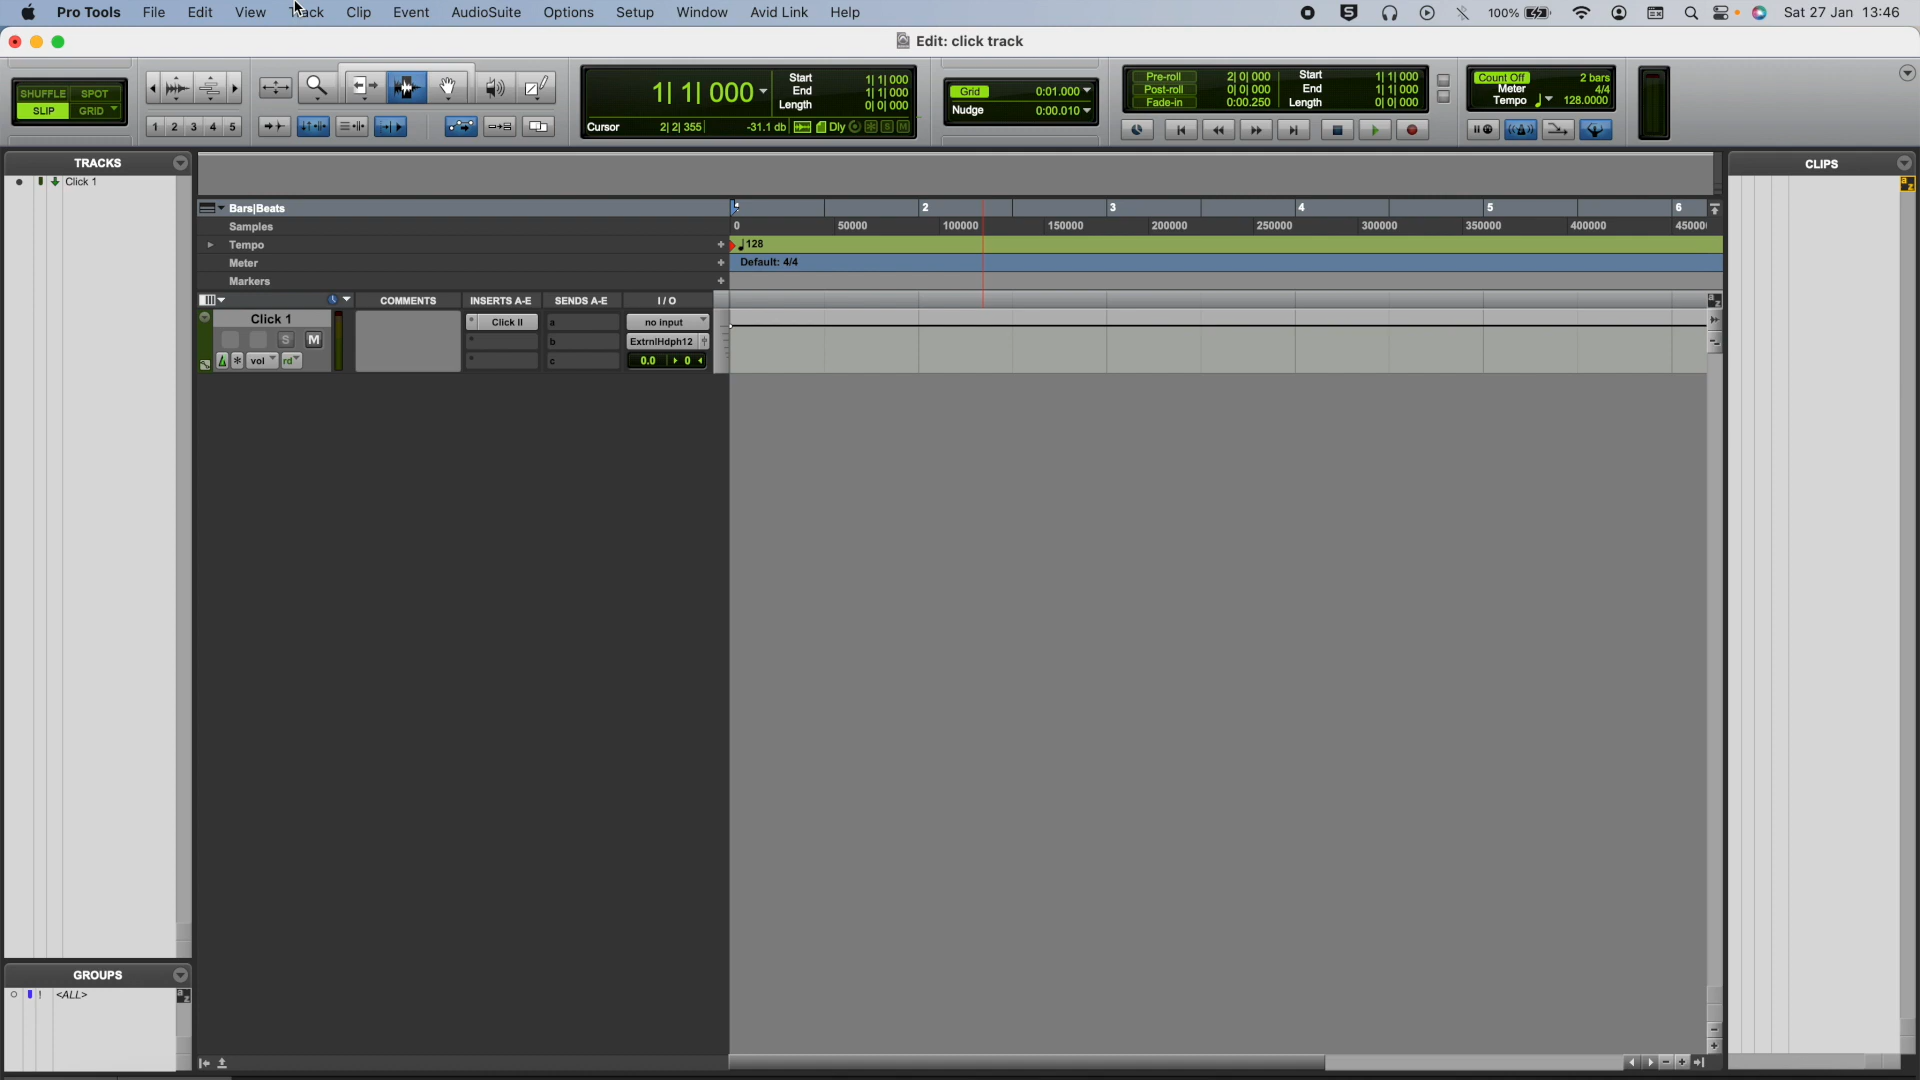 Pro Tools File Edit View Track Clip Event AudioSuite Options Setup Window Avid Link Help 100% Sat 27 Jan 13:46
Edit: click track
SHUFFLE SPOT
SLIP GRID
1 2 3 4 5
1| 1| 000
Start 1| 1| 000
End 1| 1| 000
Length 0| 0| 000
Cursor 2| 2| 355 -31.1 db Dly S M
Grid 0:01.000
Nudge 0:00.010
Pre-roll 2| 0| 000 Start 1| 1| 000
Post-roll 0| 0| 000 End 1| 1| 000
Fade-in 0:00.250 Length 0| 0| 000
Count Off 2 bars
Meter 4/4
Tempo 128.0000
TRACKS
Click 1
Bars|Beats 2 3 4 5 6
Samples 0 50000 100000 150000 200000 250000 300000 350000 400000 45000
Tempo 128
Meter Default: 4/4
Markers
COMMENTS INSERTS A-E SENDS A-E I / O
Click 1 Click II a no input
S M b ExtrnlHdph12
vol rd c 0.0 0
CLIPS
a z
GROUPS
! <ALL>